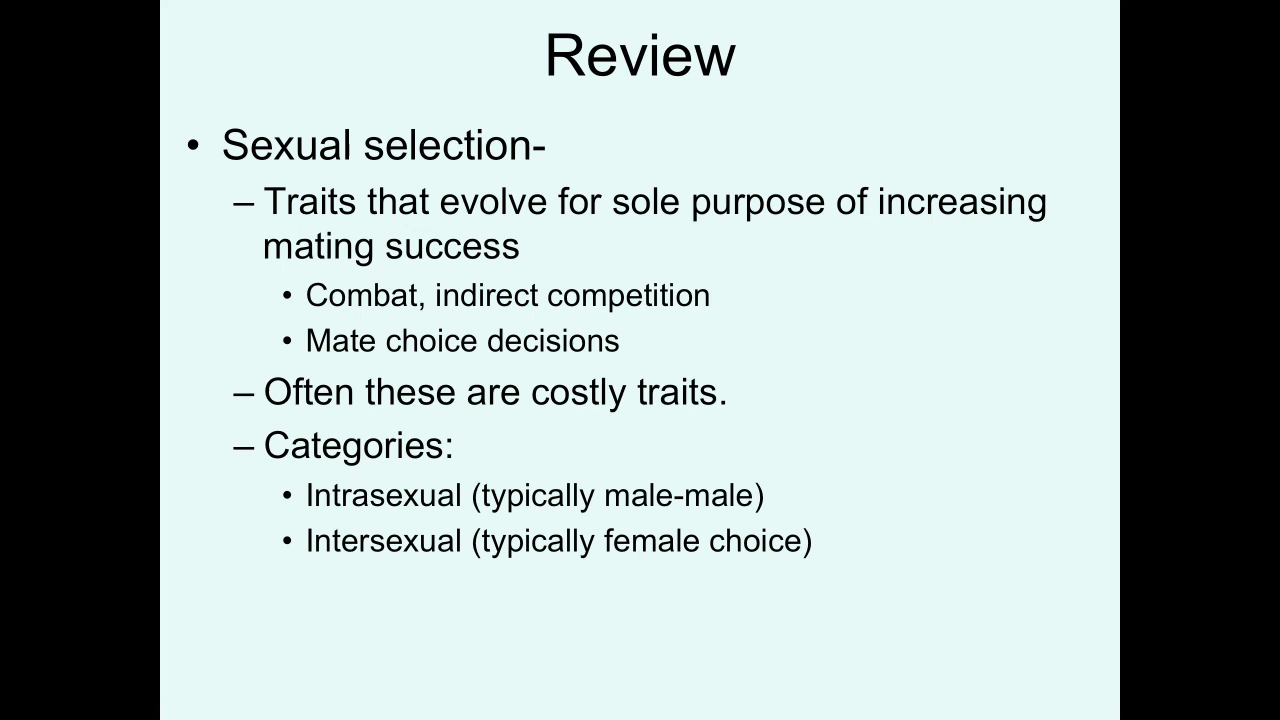 Review
• Sexual selection-
– Traits that evolve for sole purpose of increasing
mating success
• Combat, indirect competition
• Mate choice decisions
– Often these are costly traits.
– Categories:
• Intrasexual (typically male-male)
• Intersexual (typically female choice)